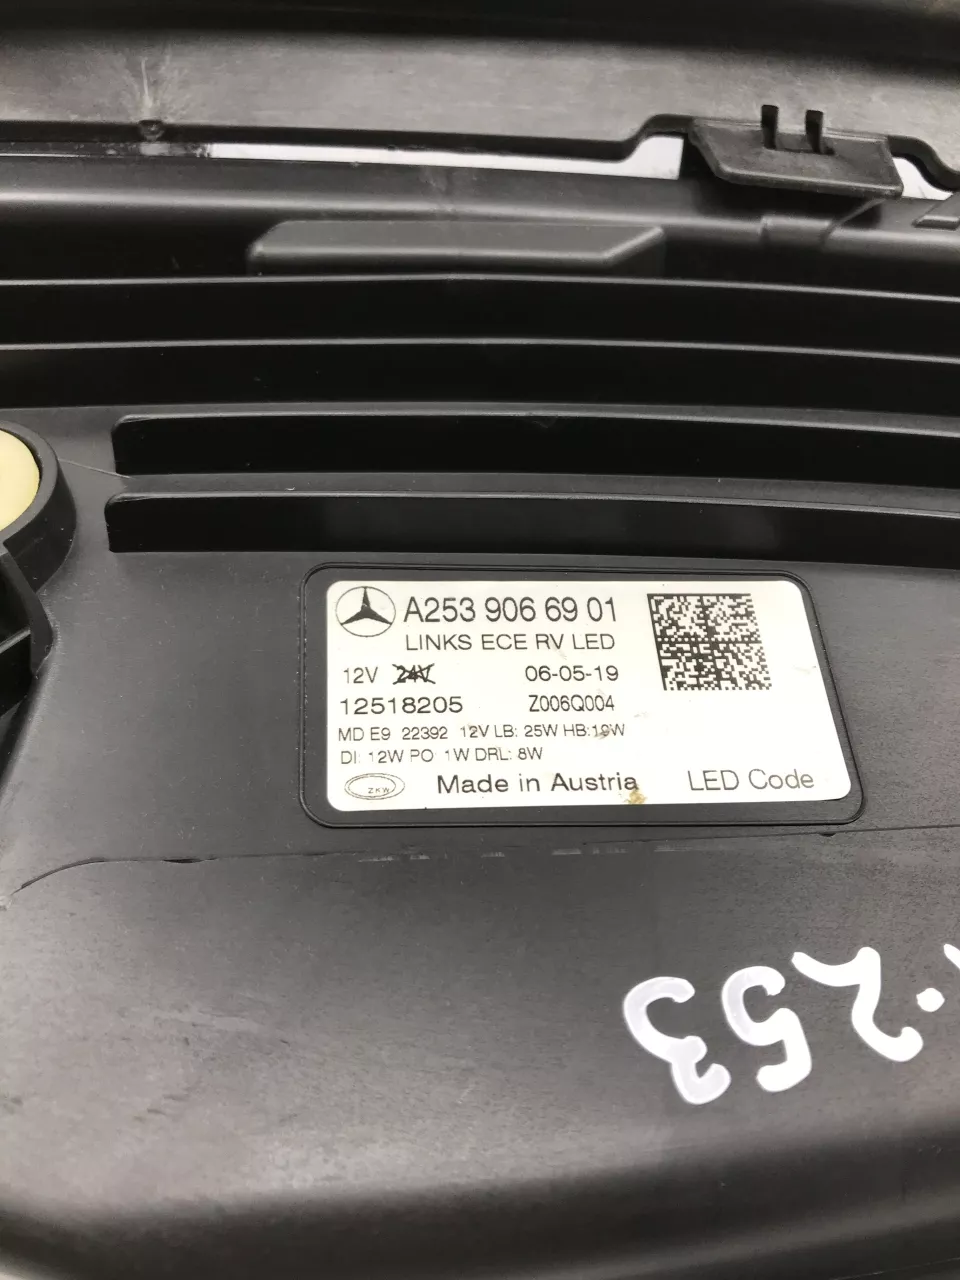 A253 906 69 01
LINKS ECE RV LED
12V 24V 06-05-19
12518205 Z006Q004
MD E9 22392 12V LB: 25W HB: 19W
DI: 12W PO: 1W DRL: 8W
ZKW Made in Austria LED Code
253